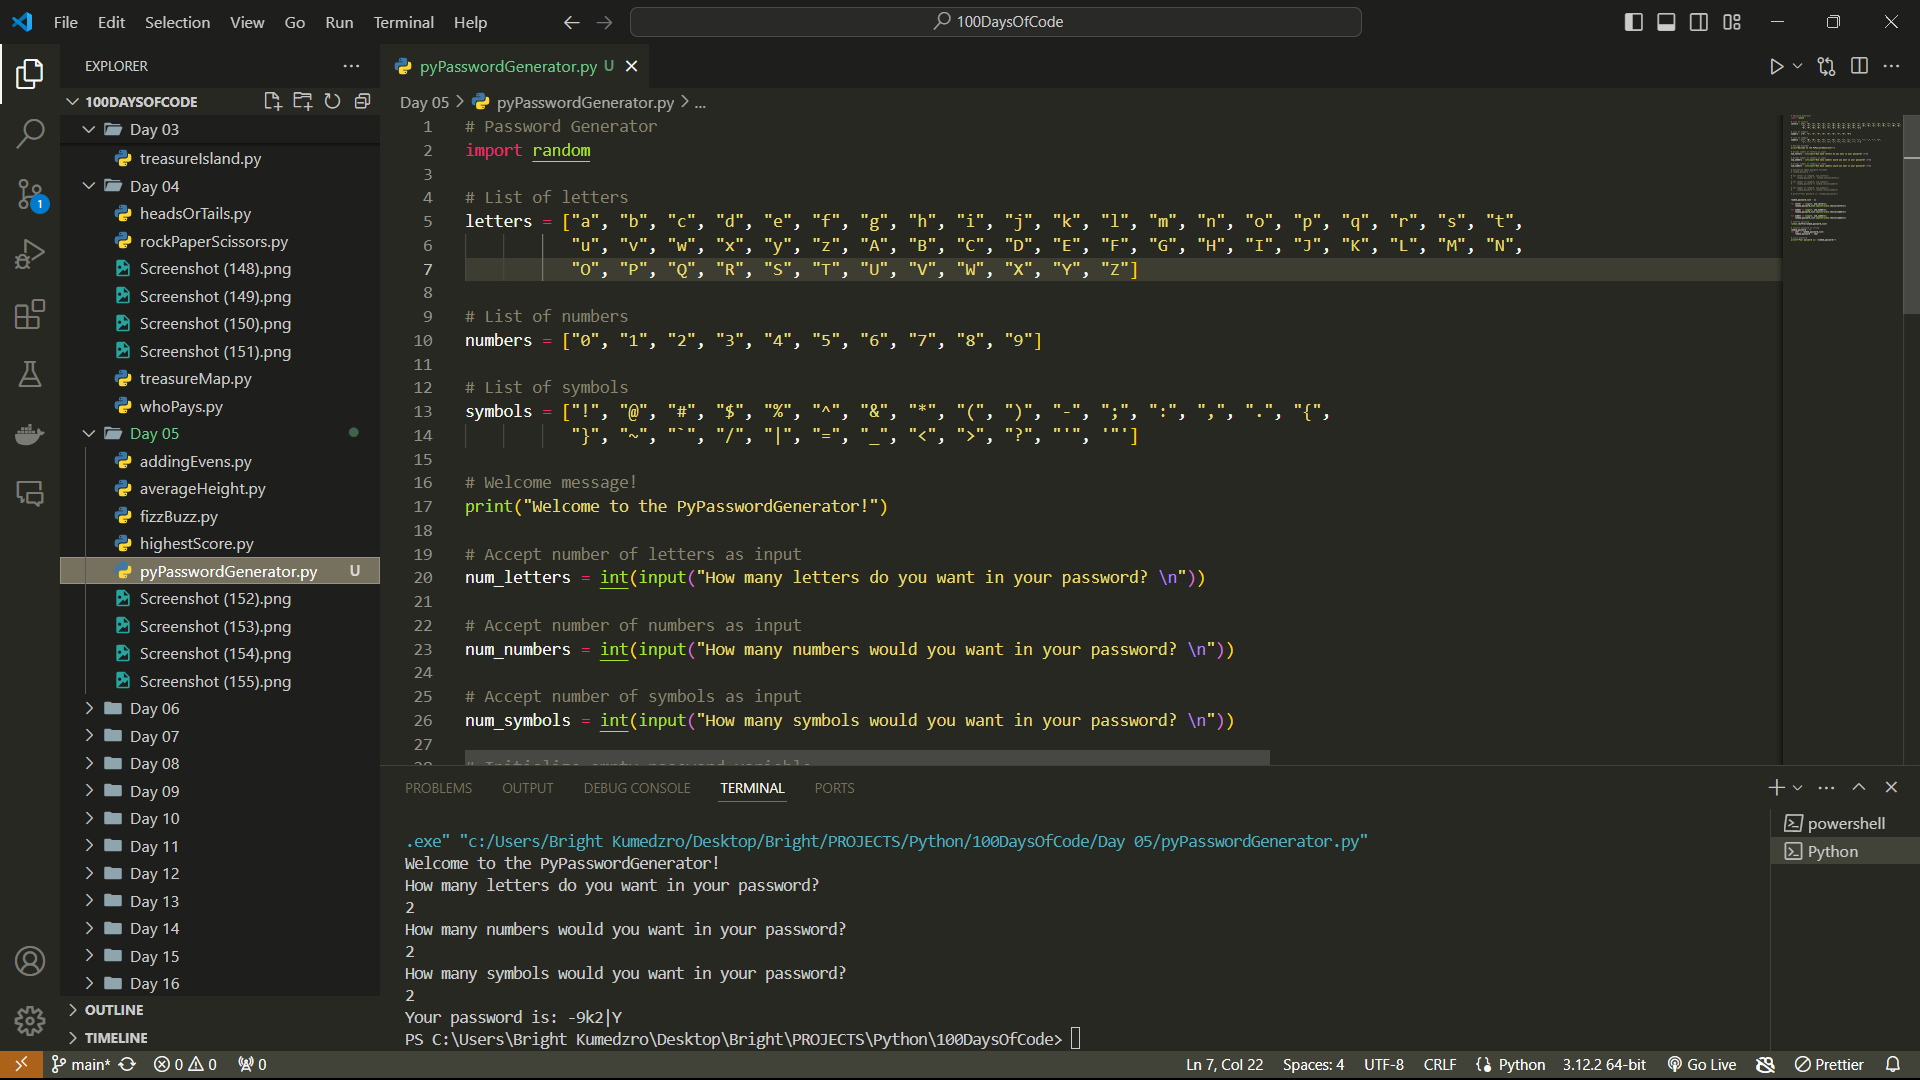 File Edit Selection View Go Run Terminal Help
100DaysOfCode
EXPLORER
100DAYSOFCODE
Day 03
treasureIsland.py
Day 04
headsOrTails.py
rockPaperScissors.py
Screenshot (148).png
Screenshot (149).png
Screenshot (150).png
Screenshot (151).png
treasureMap.py
whoPays.py
Day 05
addingEvens.py
averageHeight.py
fizzBuzz.py
highestScore.py
pyPasswordGenerator.py U
Screenshot (152).png
Screenshot (153).png
Screenshot (154).png
Screenshot (155).png
Day 06
Day 07
Day 08
Day 09
Day 10
Day 11
Day 12
Day 13
Day 14
Day 15
Day 16
OUTLINE
TIMELINE
1
pyPasswordGenerator.py U
Day 05 > pyPasswordGenerator.py > ...
1 # Password Generator
2 import random
3
4 # List of letters
5 letters = ["a", "b", "c", "d", "e", "f", "g", "h", "i", "j", "k", "l", "m", "n", "o", "p", "q", "r", "s", "t",
6 "u", "v", "w", "x", "y", "z", "A", "B", "C", "D", "E", "F", "G", "H", "I", "J", "K", "L", "M", "N",
7 "O", "P", "Q", "R", "S", "T", "U", "V", "W", "X", "Y", "Z"]
8
9 # List of numbers
10 numbers = ["0", "1", "2", "3", "4", "5", "6", "7", "8", "9"]
11
12 # List of symbols
13 symbols = ["!", "@", "#", "$", "%", "^", "&", "*", "(", ")", "-", ";", ":", ",", ".", "{",
14 "}", "~", "`", "/", "|", "=", "_", "<", ">", "?", "'", '"']
15
16 # Welcome message!
17 print("Welcome to the PyPasswordGenerator!")
18
19 # Accept number of letters as input
20 num_letters = int(input("How many letters do you want in your password? \n"))
21
22 # Accept number of numbers as input
23 num_numbers = int(input("How many numbers would you want in your password? \n"))
24
25 # Accept number of symbols as input
26 num_symbols = int(input("How many symbols would you want in your password? \n"))
27
28 # Initialize empty password variable
PROBLEMS OUTPUT DEBUG CONSOLE TERMINAL PORTS
.exe" "c:/Users/Bright Kumedzro/Desktop/Bright/PROJECTS/Python/100DaysOfCode/Day 05/pyPasswordGenerator.py"
Welcome to the PyPasswordGenerator!
How many letters do you want in your password?
2
How many numbers would you want in your password?
2
How many symbols would you want in your password?
2
Your password is: -9k2|Y
PS C:\Users\Bright Kumedzro\Desktop\Bright\PROJECTS\Python\100DaysOfCode>
powershell
Python
main* 0 0 0 Ln 7, Col 22 Spaces: 4 UTF-8 CRLF Python 3.12.2 64-bit Go Live Prettier